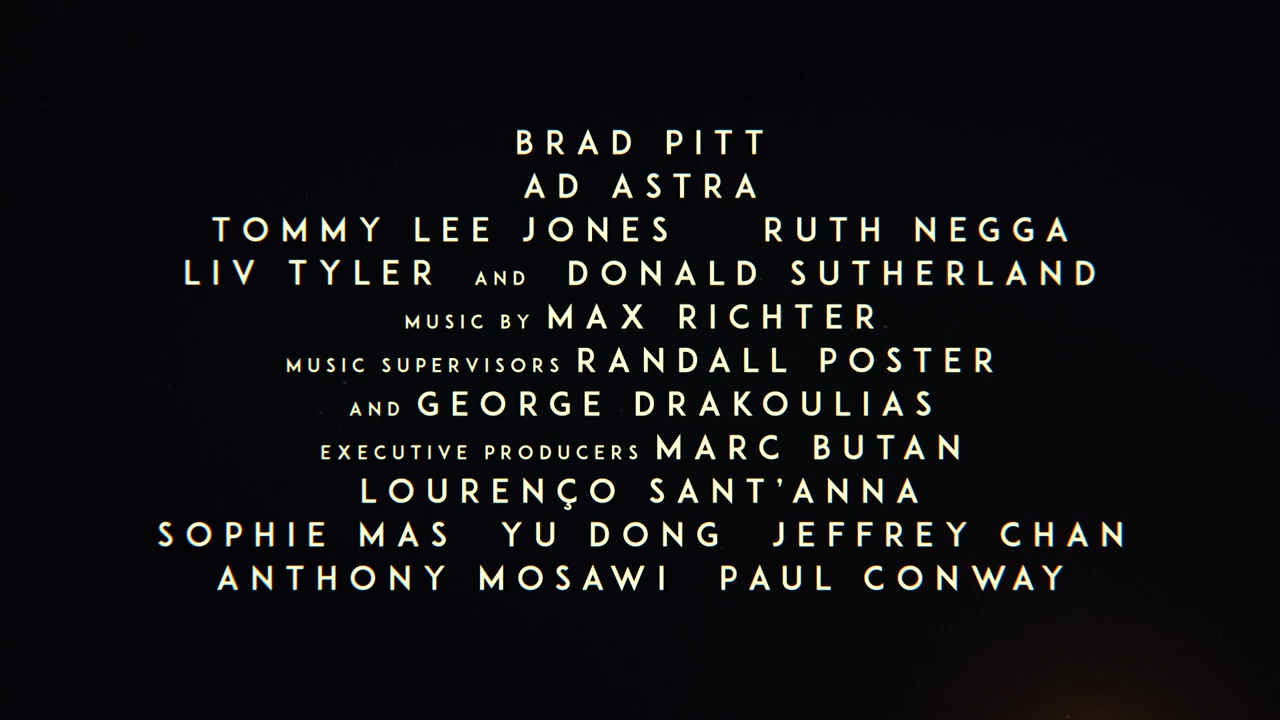 BRAD PITT
AD ASTRA
TOMMY LEE JONES RUTH NEGGA
LIV TYLER AND DONALD SUTHERLAND
MUSIC BY MAX RICHTER
MUSIC SUPERVISORS RANDALL POSTER
AND GEORGE DRAKOULIAS
EXECUTIVE PRODUCERS MARC BUTAN
LOURENÇO SANT'ANNA
SOPHIE MAS YU DONG JEFFREY CHAN
ANTHONY MOSAWI PAUL CONWAY